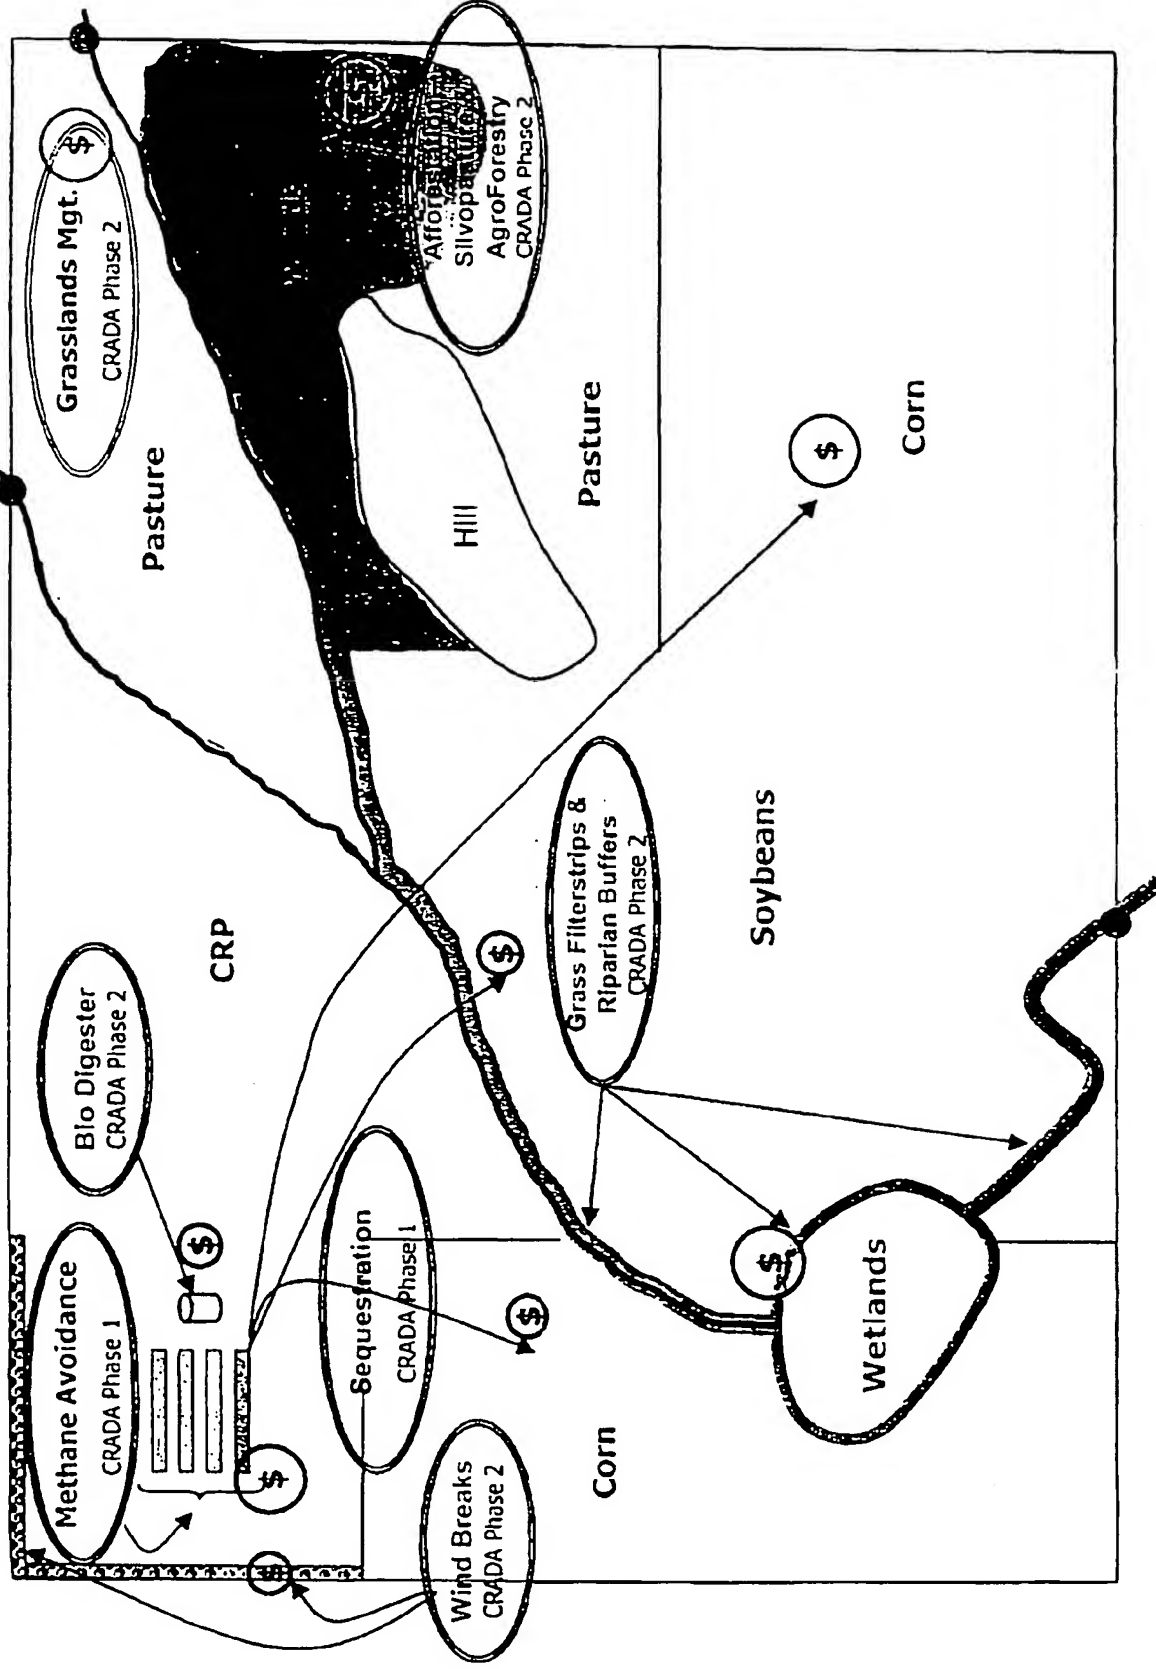 Methane Avoidance
CRADA Phase 1
Bio Digester
CRADA Phase 2
Grasslands Mgt.
CRADA Phase 2
$
Pasture
CRP
$
$
$
Wind Breaks
CRADA Phase 2
Sequestration
CRADA Phase 1
$
$
Hill
Afforestation
Silvopasture
AgroForestry
CRADA Phase 2
Pasture
Corn
Grass Filterstrips &
Riparian Buffers
CRADA Phase 2
$
Wetlands
Soybeans
$
Corn